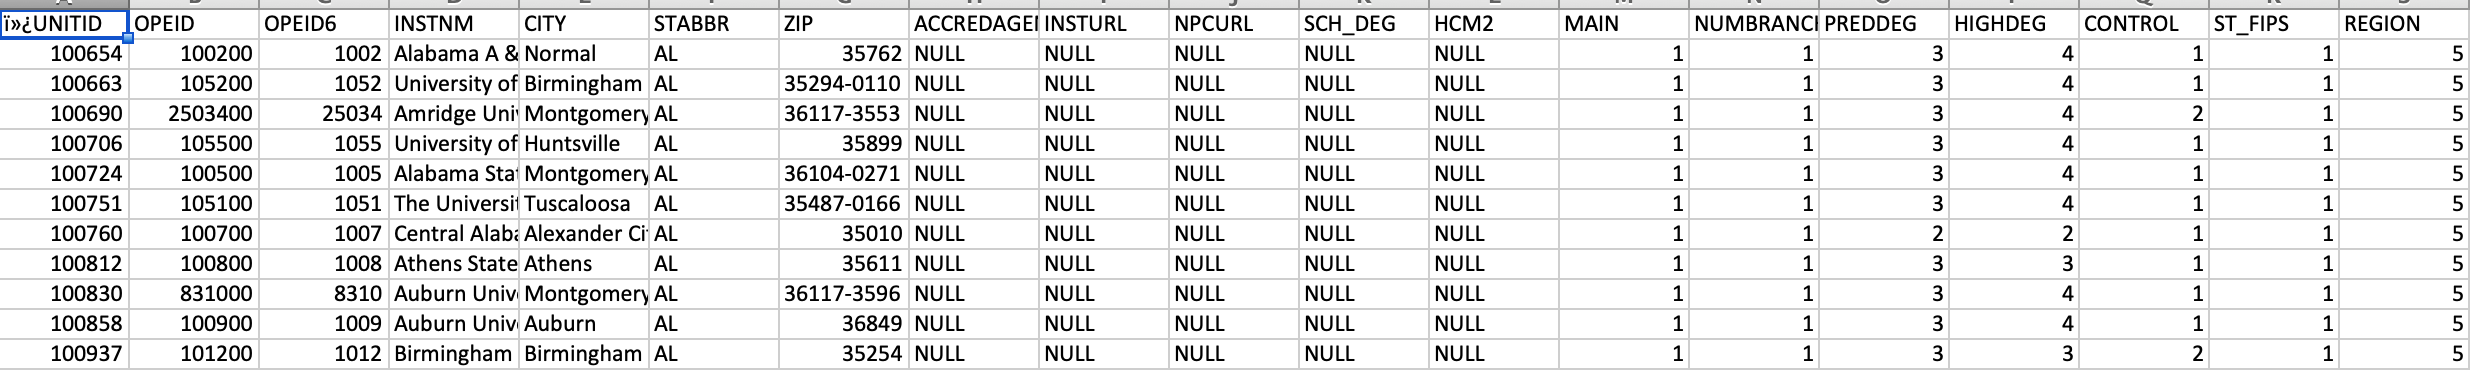 ï»¿UNITID OPEID OPEID6 INSTNM CITY STABBR ZIP ACCREDAGEI INSTURL NPCURL SCH_DEG HCM2 MAIN NUMBRANCI PREDDEG HIGHDEG CONTROL ST_FIPS REGION
100654 100200 1002 Alabama A & Normal AL 35762 NULL NULL NULL NULL NULL 1 1 3 4 1 1 5
100663 105200 1052 University of Birmingham AL 35294-0110 NULL NULL NULL NULL NULL 1 1 3 4 1 1 5
100690 2503400 25034 Amridge Uni Montgomery AL 36117-3553 NULL NULL NULL NULL NULL 1 1 3 4 2 1 5
100706 105500 1055 University of Huntsville AL 35899 NULL NULL NULL NULL NULL 1 1 3 4 1 1 5
100724 100500 1005 Alabama Sta Montgomery AL 36104-0271 NULL NULL NULL NULL NULL 1 1 3 4 1 1 5
100751 105100 1051 The Universi Tuscaloosa AL 35487-0166 NULL NULL NULL NULL NULL 1 1 3 4 1 1 5
100760 100700 1007 Central Alaba Alexander Ci AL 35010 NULL NULL NULL NULL NULL 1 1 2 2 1 1 5
100812 100800 1008 Athens State Athens AL 35611 NULL NULL NULL NULL NULL 1 1 3 3 1 1 5
100830 831000 8310 Auburn Univ Montgomery AL 36117-3596 NULL NULL NULL NULL NULL 1 1 3 4 1 1 5
100858 100900 1009 Auburn Univ Auburn AL 36849 NULL NULL NULL NULL NULL 1 1 3 4 1 1 5
100937 101200 1012 Birmingham Birmingham AL 35254 NULL NULL NULL NULL NULL 1 1 3 3 2 1 5